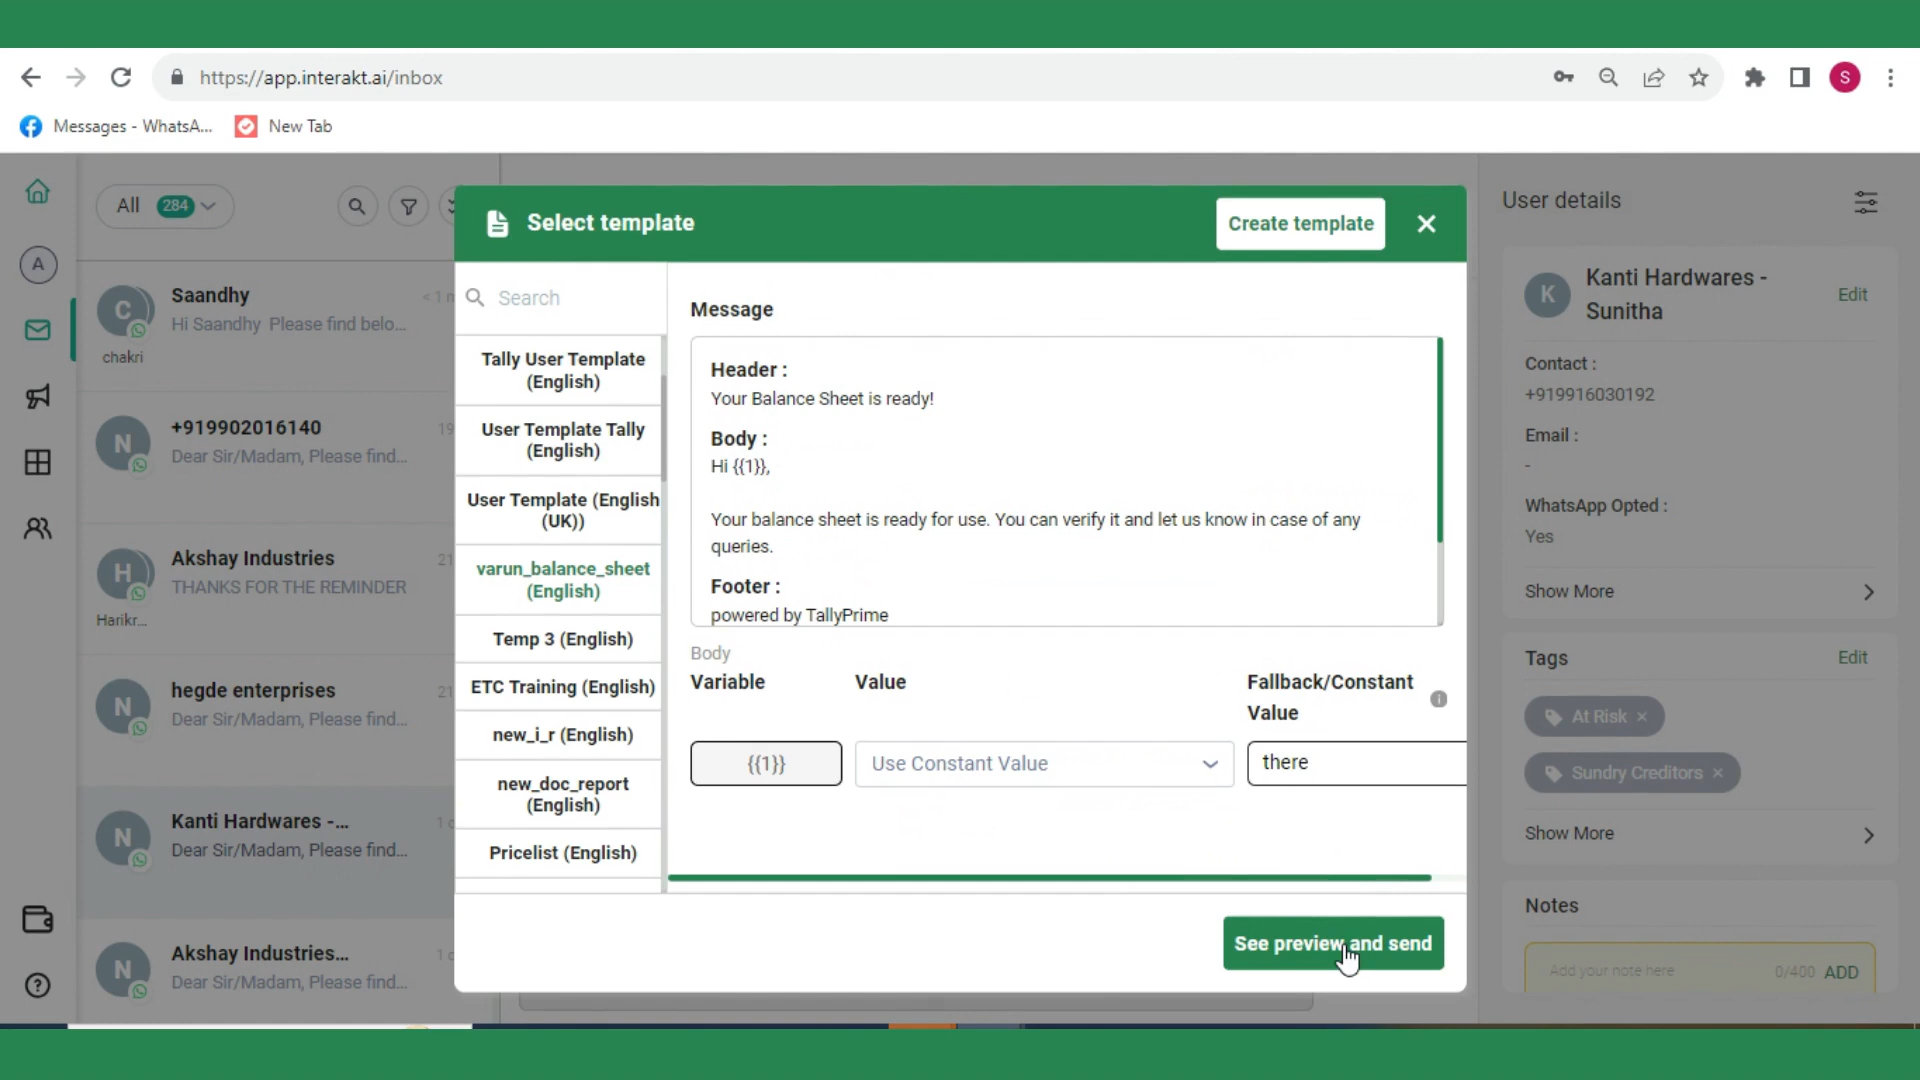 https://app.interakt.ai/inbox
S
Messages - WhatsA...
New Tab
All 284
A
C
Saandhy
Hi Saandhy Please find belo...
chakri
N
+919902016140
19
Dear Sir/Madam, Please find...
H
Akshay Industries
21
THANKS FOR THE REMINDER
Harikr...
N
hegde enterprises
21
Dear Sir/Madam, Please find...
N
Kanti Hardwares -...
Dear Sir/Madam, Please find...
N
Akshay Industries...
Dear Sir/Madam, Please find...
Select template
Create template
Search
Tally User Template
(English)
User Template Tally
(English)
User Template (English
(UK))
varun_balance_sheet
(English)
Temp 3 (English)
ETC Training (English)
new_i_r (English)
new_doc_report
(English)
Pricelist (English)
Message
Header :
Your Balance Sheet is ready!
Body :
Hi {{1}},
Your balance sheet is ready for use. You can verify it and let us know in case of any
queries.
Footer :
powered by TallyPrime
Body
Variable
Value
Fallback/Constant
Value
{{1}}
Use Constant Value
there
See preview and send
User details
K
Kanti Hardwares -
Sunitha
Edit
Contact :
+919916030192
Email :
-
WhatsApp Opted :
Yes
Show More
Tags
Edit
At Risk ×
Sundry Creditors ×
Show More
Notes
Add your note here
0/400 ADD